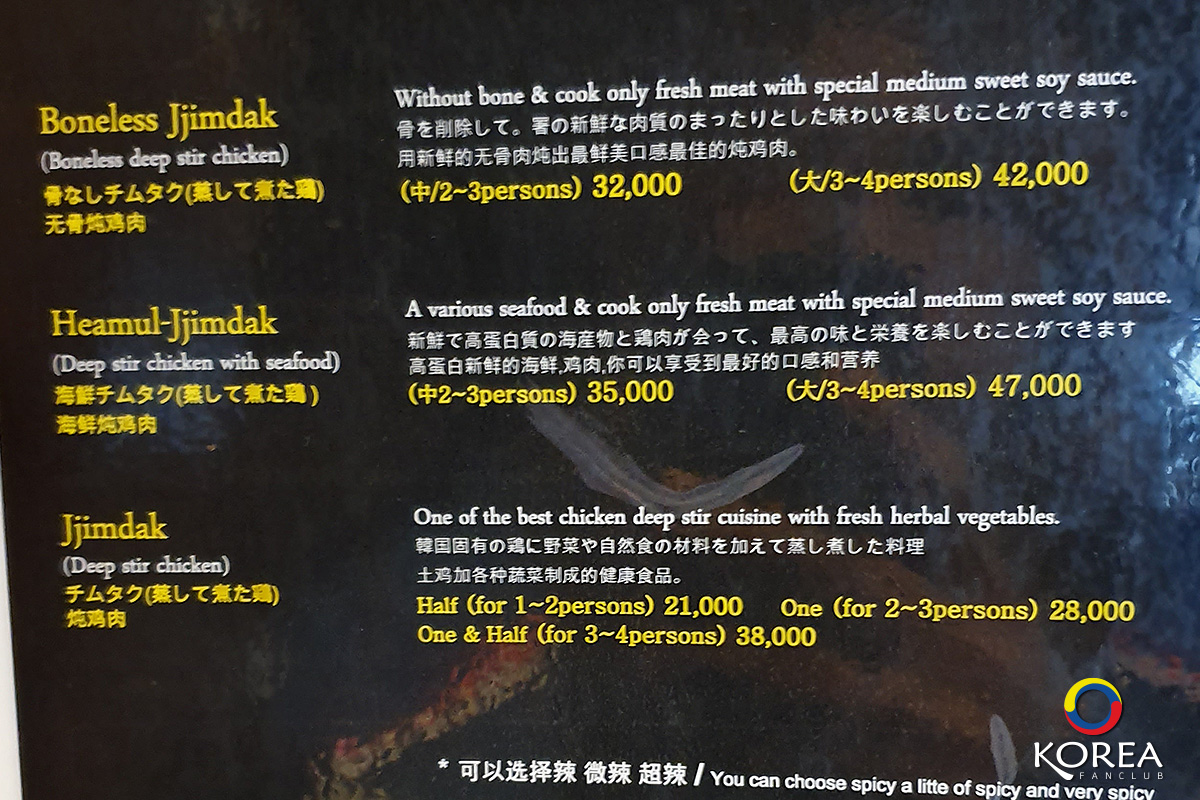 Boneless Jjimdak
(Boneless deep stir chicken)
骨なしチムタク(蒸して煮た鶏)
无骨炖鸡肉
Without bone & cook only fresh meat with special medium sweet soy sauce.
骨を削除して。署の新鮮な肉質のまったりとした味わいを楽しむことができます。
用新鲜的无骨肉炖出最鲜美口感最佳的炖鸡肉。
(中/2~3persons) 32,000 (大/3~4persons) 42,000
Heamul-Jjimdak
(Deep stir chicken with seafood)
海鮮チムタク(蒸して煮た鶏)
海鲜炖鸡肉
A various seafood & cook only fresh meat with special medium sweet soy sauce.
新鮮で高蛋白質の海産物と鶏肉が会って、最高の味と栄養を楽しむことができます
高蛋白新鲜的海鲜,鸡肉,你可以享受到最好的口感和营养
(中2~3persons) 35,000 (大/3~4persons) 47,000
Jjimdak
(Deep stir chicken)
チムタク(蒸して煮た鶏)
炖鸡肉
One of the best chicken deep stir cuisine with fresh herbal vegetables.
韓国固有の鶏に野菜や自然食の材料を加えて蒸し煮した料理
土鸡加各种蔬菜制成的健康食品。
Half (for 1~2persons) 21,000 One (for 2~3persons) 28,000
One & Half (for 3~4persons) 38,000
* 可以选择辣 微辣 超辣 / You can choose spicy a litte of spicy and very spicy
KOREA
FANCLUB